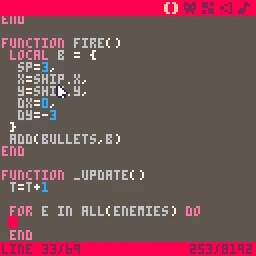 END
FUNCTION FIRE()
LOCAL B = {
SP=3,
X=SHIP.X,
Y=SHIP.Y,
DX=0,
DY=-3
}
ADD(BULLETS,B)
END
FUNCTION _UPDATE()
T=T+1
FOR E IN ALL(ENEMIES) DO
END
LINE 33/69 253/8192